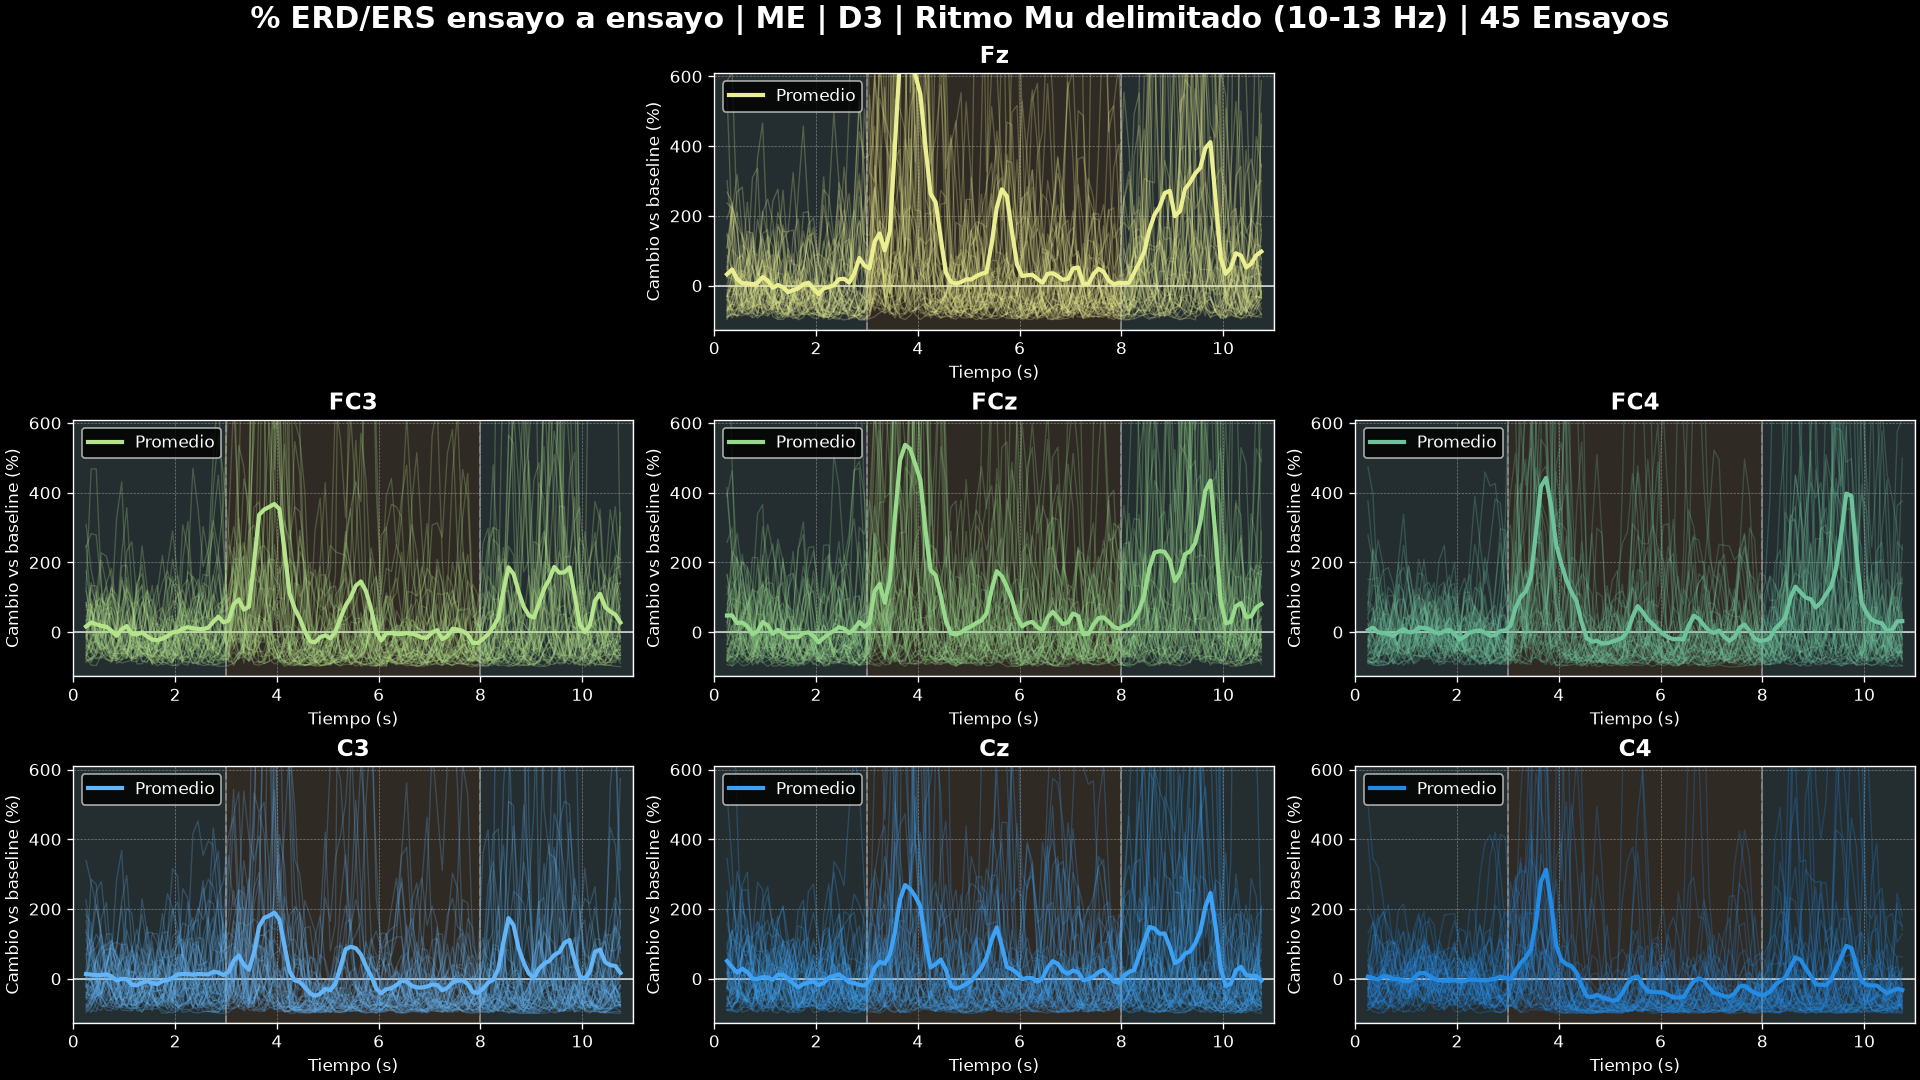 % ERD/ERS ensayo a ensayo | ME | D3 | Ritmo Mu delimitado (10-13 Hz) | 45 Ensayos
Fz
Promedio
Cambio vs baseline (%)
600
400
200
0
0 2 4 6 8 10
Tiempo (s)
FC3
Promedio
Cambio vs baseline (%)
600
400
200
0
0 2 4 6 8 10
Tiempo (s)
FCz
Promedio
Cambio vs baseline (%)
600
400
200
0
0 2 4 6 8 10
Tiempo (s)
FC4
Promedio
Cambio vs baseline (%)
600
400
200
0
0 2 4 6 8 10
Tiempo (s)
C3
Promedio
Cambio vs baseline (%)
600
400
200
0
0 2 4 6 8 10
Tiempo (s)
Cz
Promedio
Cambio vs baseline (%)
600
400
200
0
0 2 4 6 8 10
Tiempo (s)
C4
Promedio
Cambio vs baseline (%)
600
400
200
0
0 2 4 6 8 10
Tiempo (s)